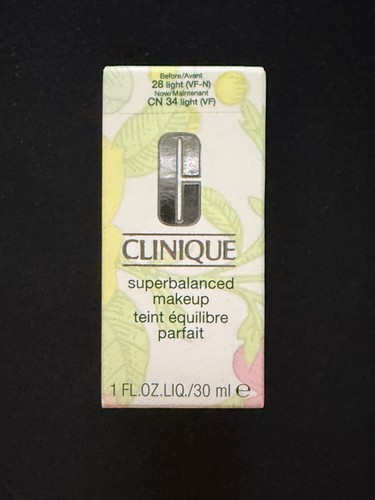 Before/Avant
28 light (VF-N)
Now/Maintenant
CN 34 light (VF)
CLINIQUE
superbalanced
makeup
teint équilibre
parfait
1 FL.OZ.LIQ./30 ml ℮